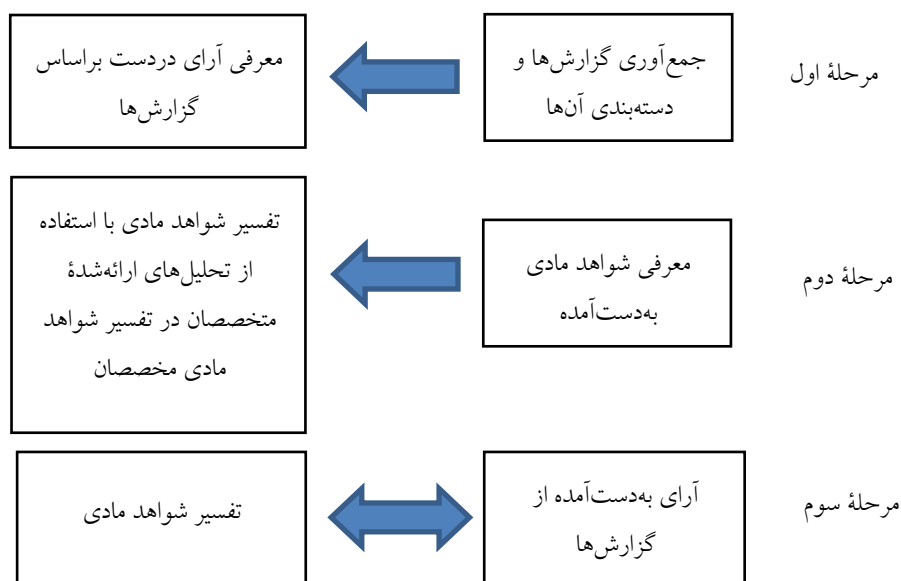 مرحلهٔ اول
جمع‌آوری گزارش‌ها و
دسته‌بندی آن‌ها
معرفی آرای دردست براساس
گزارش‌ها
مرحلهٔ دوم
معرفی شواهد مادی
به‌دست‌آمده
تفسیر شواهد مادی با استفاده
از تحلیل‌های ارائه‌شدهٔ
متخصصان در تفسیر شواهد
مادی مخصصان
مرحلهٔ سوم
آرای به‌دست‌آمده از
گزارش‌ها
تفسیر شواهد مادی